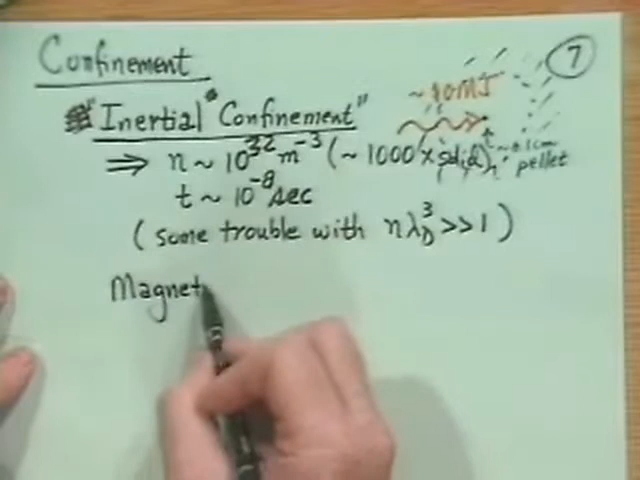 Confinement
7
"Inertial Confinement"
~10MJ
⇒ n ~ 10^32 m^-3 (~ 1000 × solid)
~.1cm
pellet
t ~ 10^-8 sec
(some trouble with nλ_D^3 >> 1)
Magnet